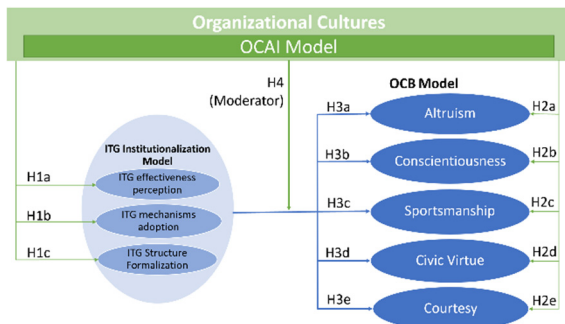 Organizational Cultures
OCAI Model
H4
(Moderator)
OCB Model
H3a
Altruism
H2a
ITG Institutionalization
Model
H1a
ITG effectiveness
perception
H3b
Conscientiousness
H2b
H1b
ITG mechanisms
adoption
H3c
Sportsmanship
H2c
H1c
ITG Structure
Formalization
H3d
Civic Virtue
H2d
H3e
Courtesy
H2e